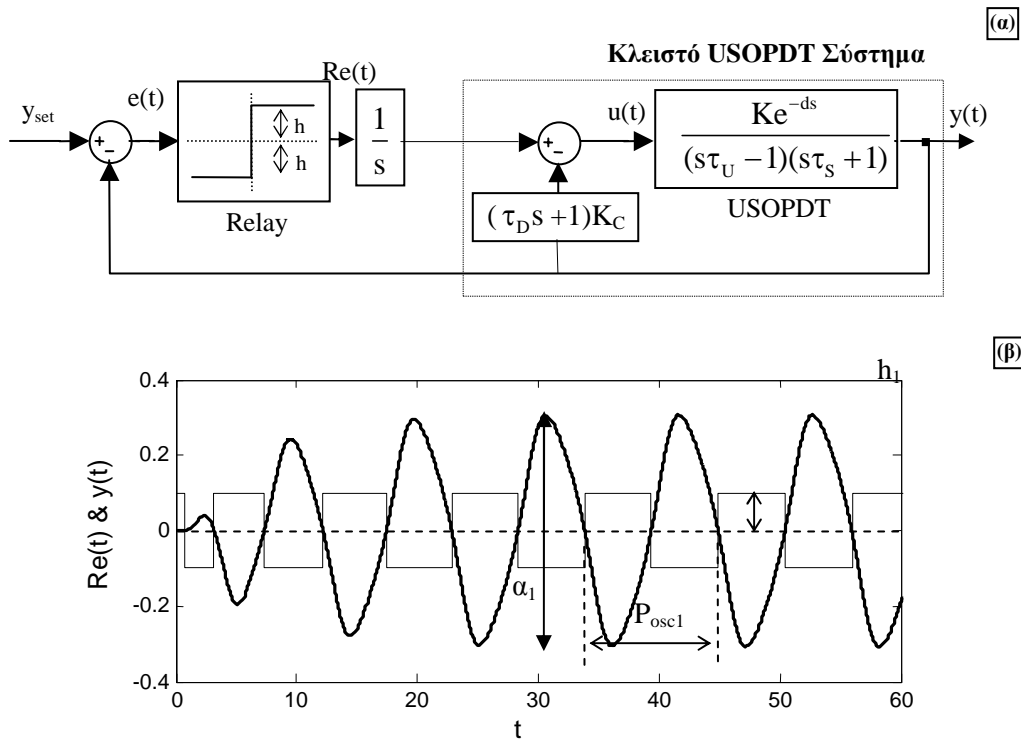 (α)
Κλειστό USOPDT Σύστημα
Re(t)
y_set
e(t)
+
−
h
h
Relay
1
s
+
−
u(t)
Ke^{−ds}
(sτ_U − 1)(sτ_S + 1)
USOPDT
y(t)
(τ_D s + 1)K_C
(β)
h_1
Re(t) & y(t)
0.4
0.2
0
-0.2
-0.4
α_1
P_osc1
0
10
20
30
40
50
60
t